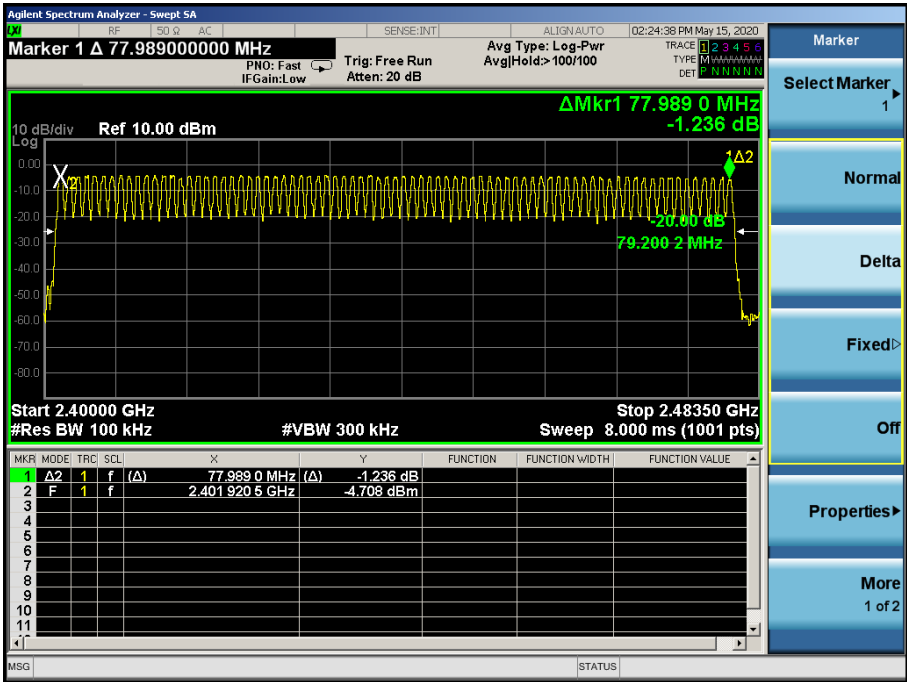 Agilent Spectrum Analyzer - Swept SA
LXI RF 50 Ω AC SENSE:INT ALIGNAUTO 02:24:38 PM May 15, 2020
Marker 1 Δ 77.989000000 MHz
PNO: Fast
IFGain:Low
Trig: Free Run
Atten: 20 dB
Avg Type: Log-Pwr
Avg|Hold:>100/100
TRACE 1 2 3 4 5 6
TYPE M
DET P N N N N N
ΔMkr1 77.989 0 MHz
-1.236 dB
10 dB/div Ref 10.00 dBm
Log
0.00
-10.0
-20.0
-30.0
-40.0
-50.0
-60.0
-70.0
-80.0
X2
1Δ2
-20.00 dB
79.200 2 MHz
Start 2.40000 GHz Stop 2.48350 GHz
#Res BW 100 kHz #VBW 300 kHz Sweep 8.000 ms (1001 pts)
MKR MODE TRC SCL X Y FUNCTION FUNCTION WIDTH FUNCTION VALUE
1 Δ2 1 f (Δ) 77.989 0 MHz (Δ) -1.236 dB
2 F 1 f 2.401 920 5 GHz -4.708 dBm
3
4
5
6
7
8
9
10
11
MSG STATUS
Marker
Select Marker
1
Normal
Delta
Fixed
Off
Properties
More
1 of 2